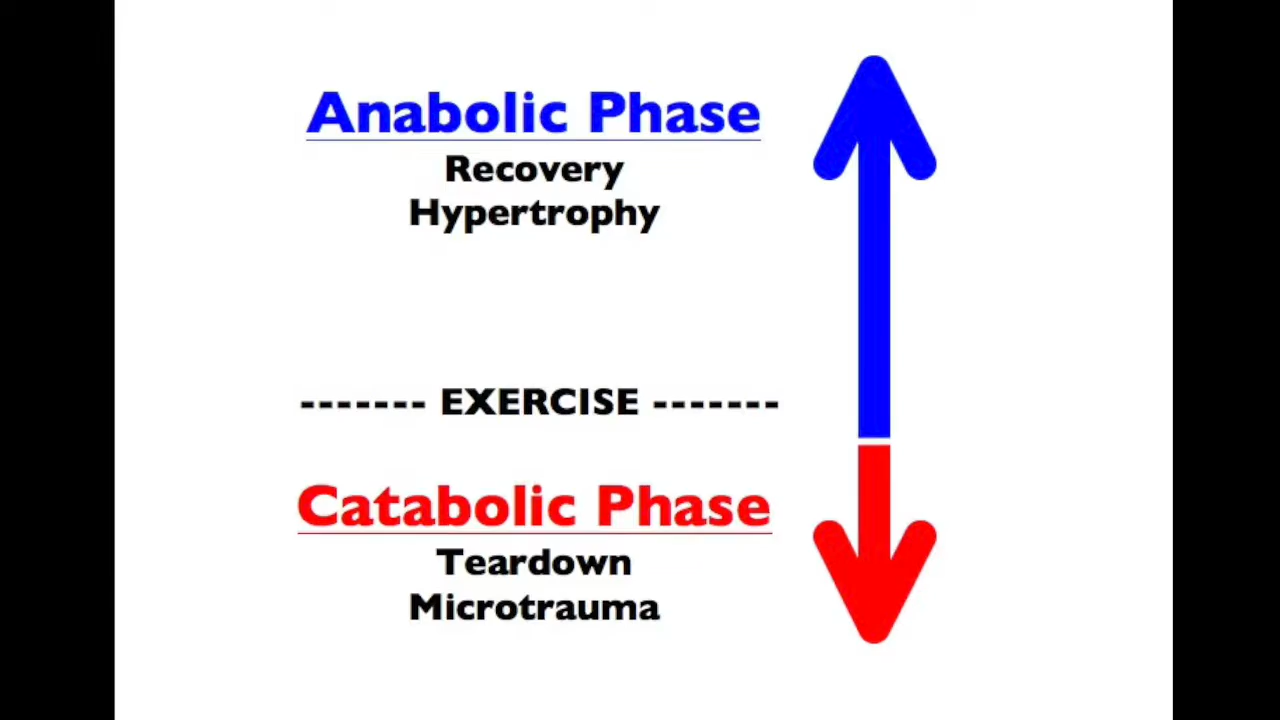 Anabolic Phase
Recovery
Hypertrophy
------- EXERCISE -------
Catabolic Phase
Teardown
Microtrauma